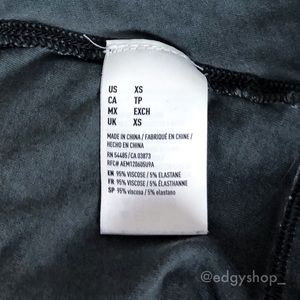 US XS
CA TP
MX EXCH
UK XS
MADE IN CHINA / FABRIQUÉ EN CHINE /
HECHO EN CHINA
RN 54485/CA 03873
RFC# AEM120605U9A
EN: 95% VISCOSE / 5% ELASTANE
FR: 95% VISCOSE / 5% ÉLASTHANNE
SP: 95% viscosa / 5% elastano
@edgyshop_